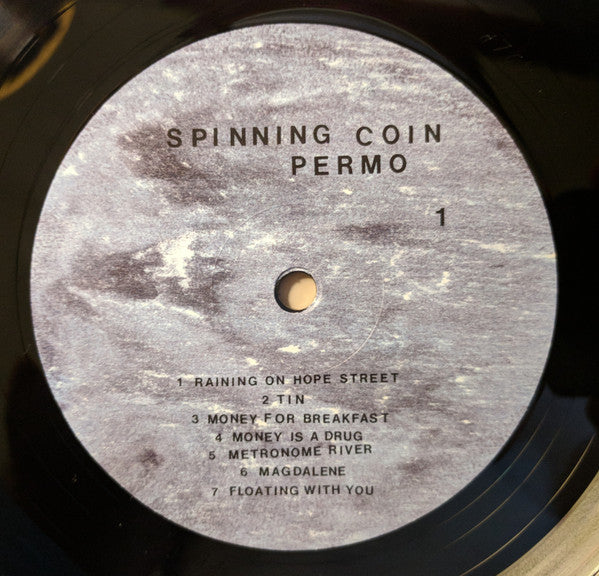 SPINNING COIN
PERMO
1
1 RAINING ON HOPE STREET
2 TIN
3 MONEY FOR BREAKFAST
4 MONEY IS A DRUG
5 METRONOME RIVER
6 MAGDALENE
7 FLOATING WITH YOU